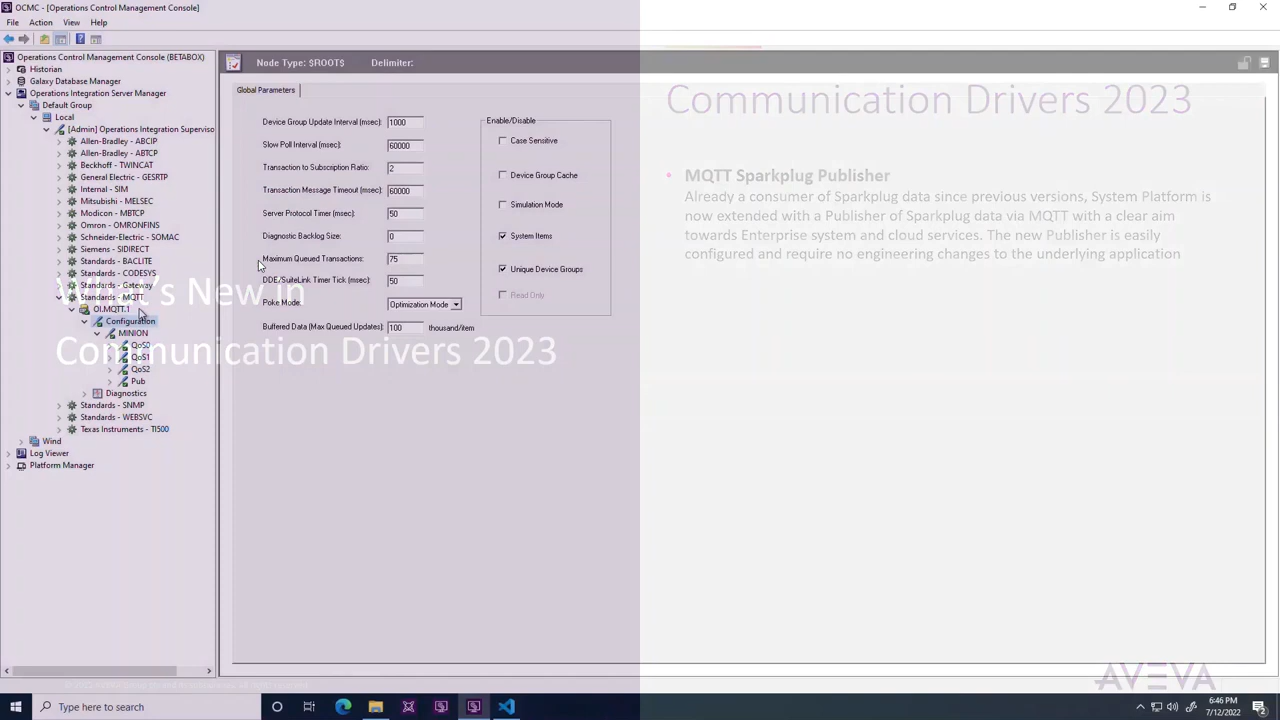 OCMC - [Operations Control Management Console]
File Action View Help
Operations Control Management Console (BETABOX)
Historian
Galaxy Database Manager
Operations Integration Server Manager
Default Group
Local
[Admin] Operations Integration Superviso
Allen-Bradley - ABCIP
Allen-Bradley - ABTCP
Beckhoff - TWINCAT
General Electric - GESRTP
Internal - SIM
Mitsubishi - MELSEC
Modicon - MBTCP
Omron - OMRONFINS
Schneider-Electric - SOMAC
Siemens - SIDIRECT
Standards - BACLITE
Standards - CODESYS
Standards - Gateway
Standards - MQTT
OI.MQTT.1
Configuration
MINION
QoS0
QoS1
QoS2
Pub
Diagnostics
Standards - SNMP
Standards - WEBSVC
Texas Instruments - TI500
Wind
Log Viewer
Platform Manager
Node Type: $ROOT$ Delimiter:
Global Parameters
Device Group Update Interval (msec): 1000
Slow Poll Interval (msec): 60000
Transaction to Subscription Ratio: 2
Transaction Message Timeout (msec): 60000
Server Protocol Timer (msec): 50
Diagnostic Backlog Size: 0
Maximum Queued Transactions: 75
DDE/SuiteLink Timer Tick (msec): 50
Poke Mode: Optimization Mode
Buffered Data (Max Queued Updates): 100 thousand/item
Enable/Disable
Case Sensitive
Device Group Cache
Simulation Mode
System Items
Unique Device Groups
Read Only
What's New in
Communication Drivers 2023
Communication Drivers 2023
• MQTT Sparkplug Publisher
Already a consumer of Sparkplug data since previous versions, System Platform is
now extended with a Publisher of Sparkplug data via MQTT with a clear aim
towards Enterprise system and cloud services. The new Publisher is easily
configured and require no engineering changes to the underlying application
AVEVA
Type here to search
6:46 PM
7/12/2022
2